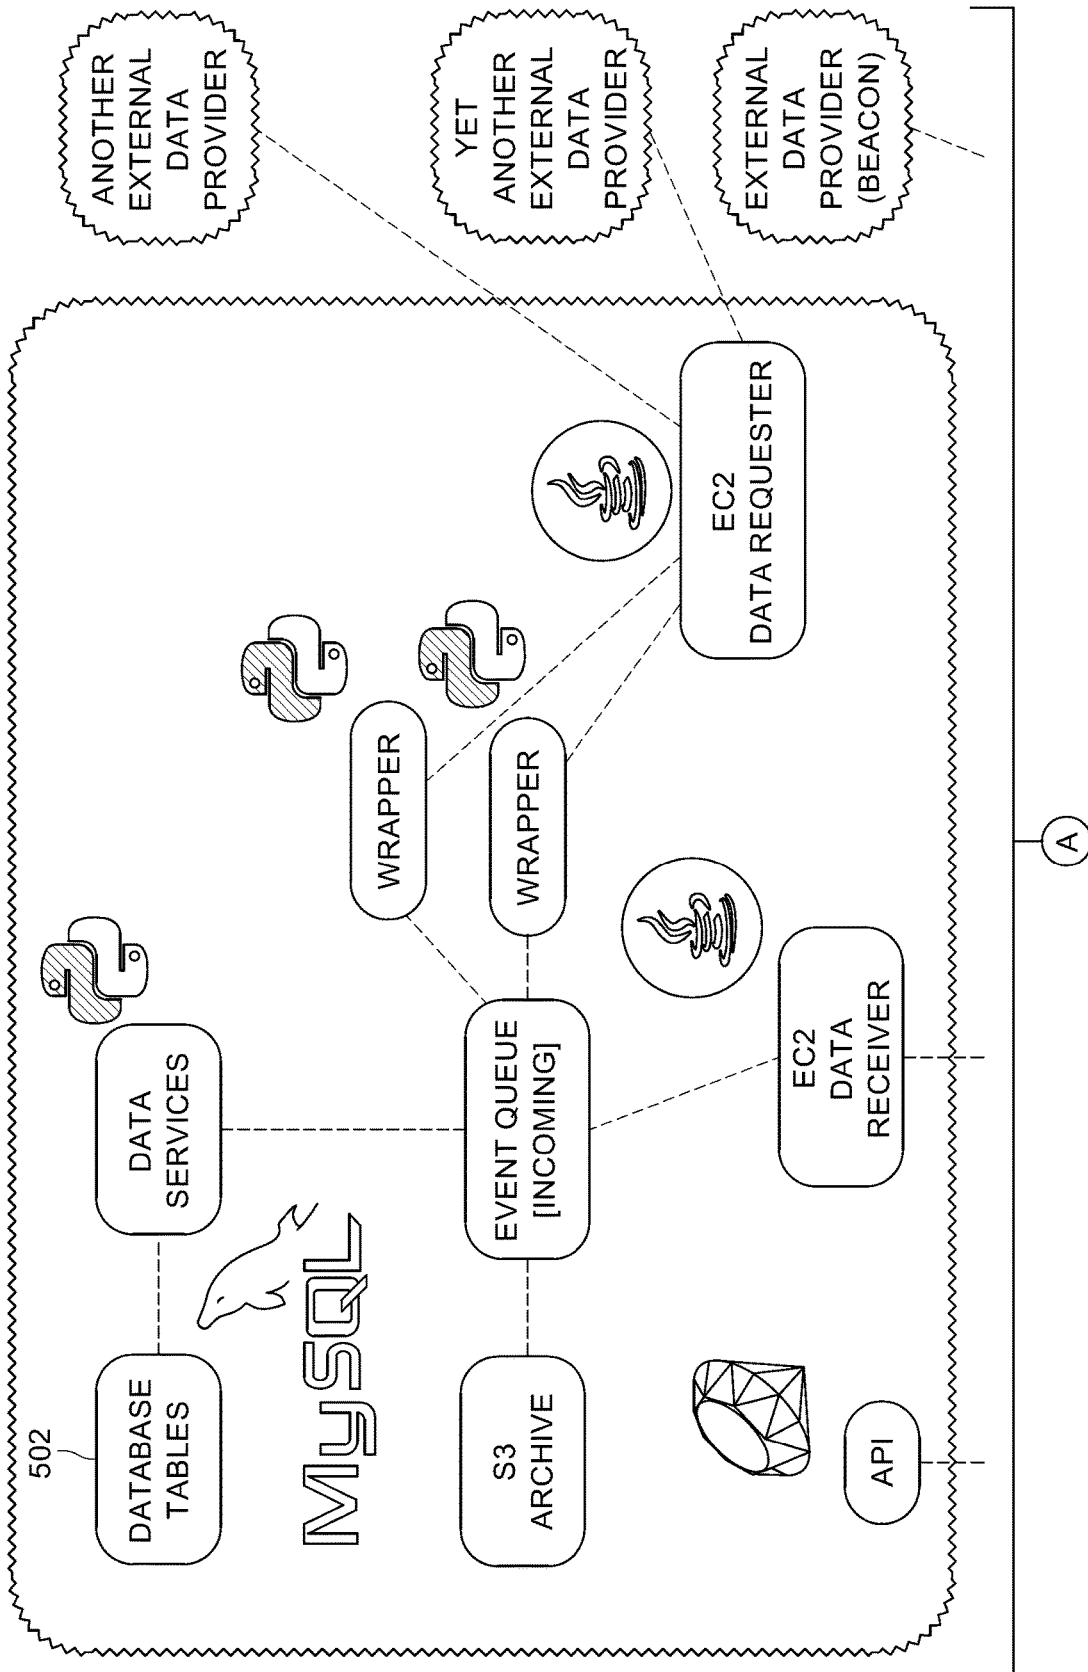 502
DATABASE
TABLES
DATA
SERVICES
ANOTHER
EXTERNAL
DATA
PROVIDER
MySQL
WRAPPER
S3
ARCHIVE
EVENT QUEUE
[INCOMING]
WRAPPER
YET
ANOTHER
EXTERNAL
DATA
PROVIDER
EC2
DATA REQUESTER
API
EC2
DATA
RECEIVER
EXTERNAL
DATA
PROVIDER
(BEACON)
A